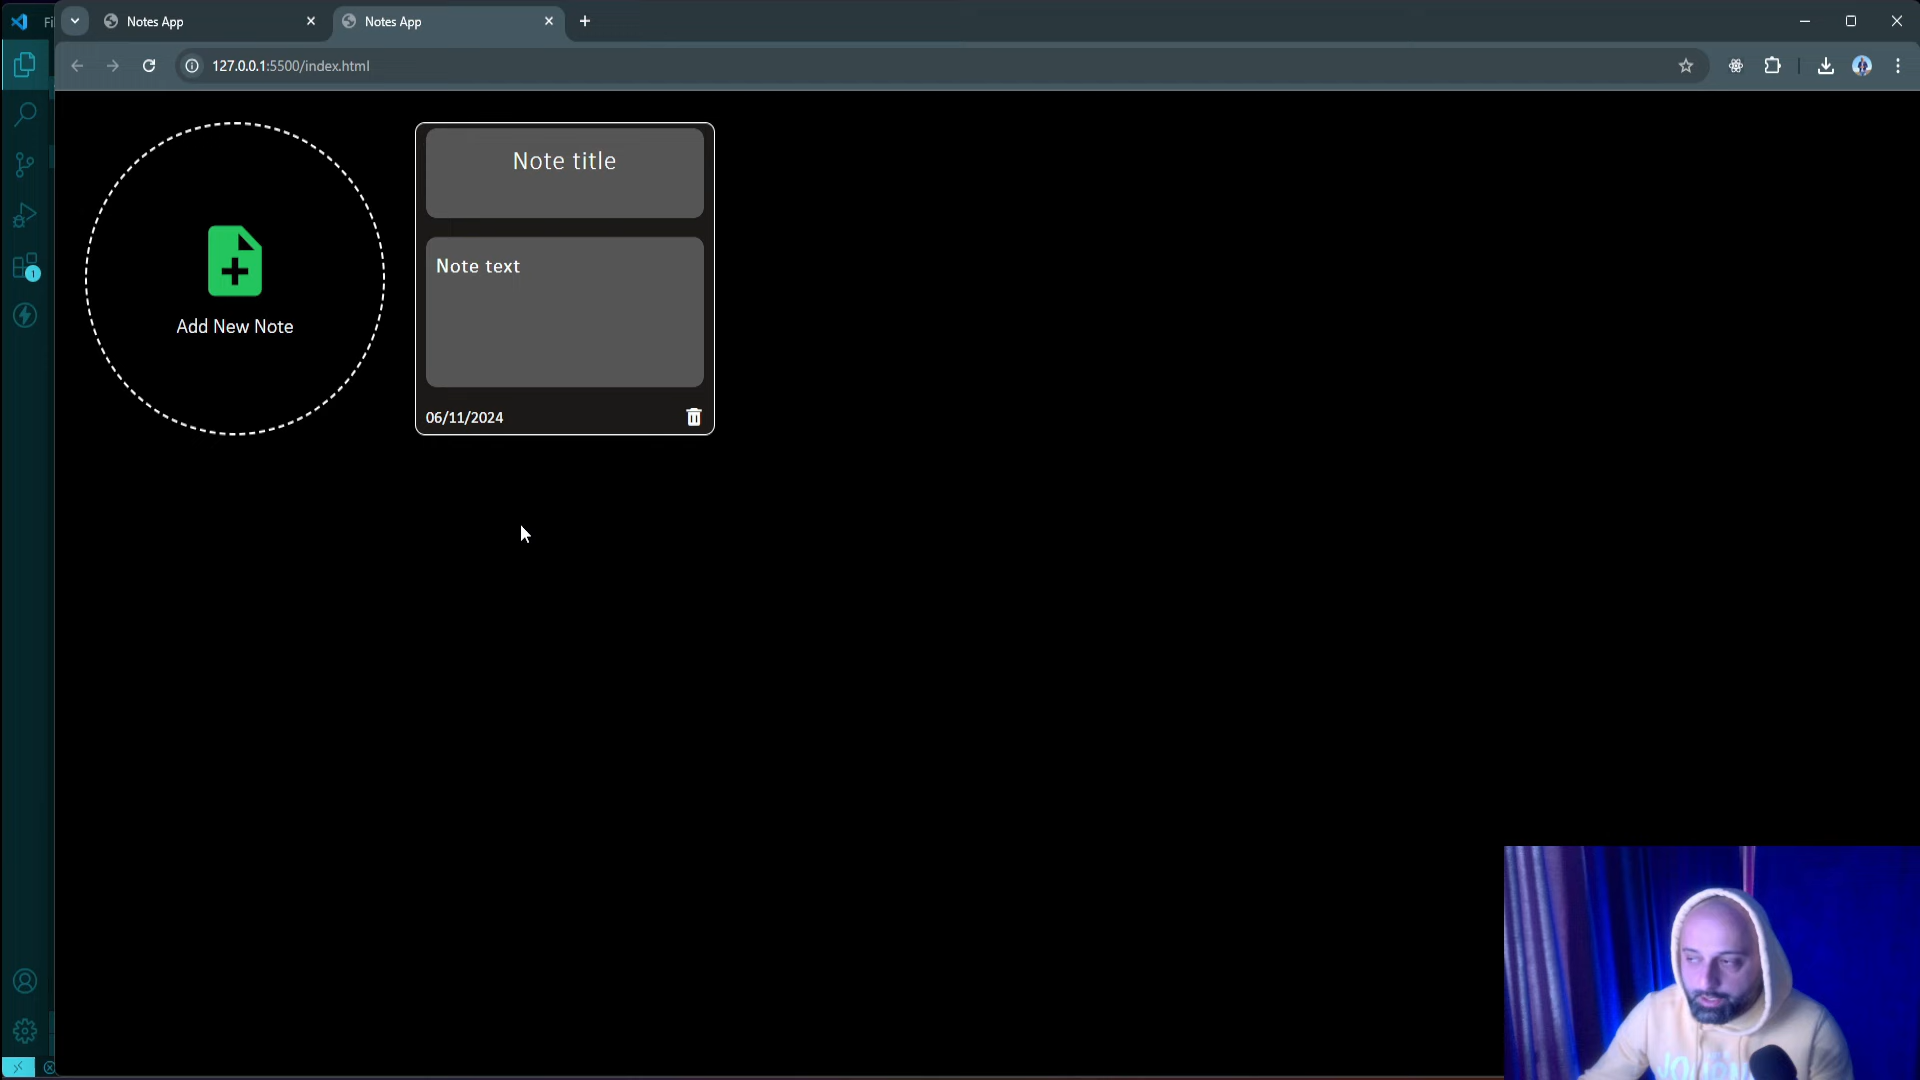 Fi
Notes App
Notes App
127.0.0.1:5500/index.html
Note title
Note text
Add New Note
06/11/2024
1